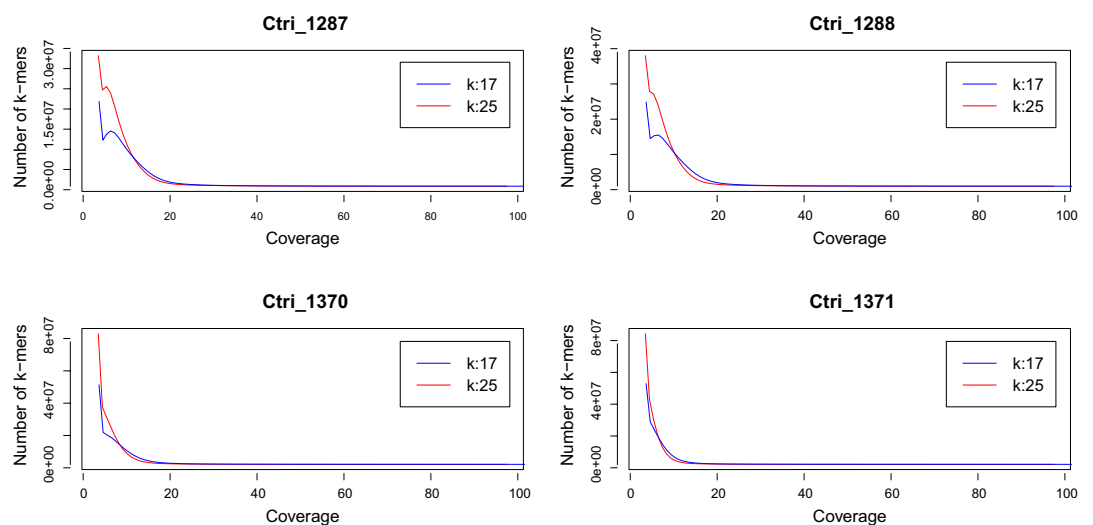 Ctri_1287
Number of k−mers
0.0e+00 1.5e+07 3.0e+07
k:17
k:25
0 20 40 60 80 100
Coverage
Ctri_1288
Number of k−mers
0e+00 2e+07 4e+07
k:17
k:25
0 20 40 60 80 100
Coverage
Ctri_1370
Number of k−mers
0e+00 4e+07 8e+07
k:17
k:25
0 20 40 60 80 100
Coverage
Ctri_1371
Number of k−mers
0e+00 4e+07 8e+07
k:17
k:25
0 20 40 60 80 100
Coverage